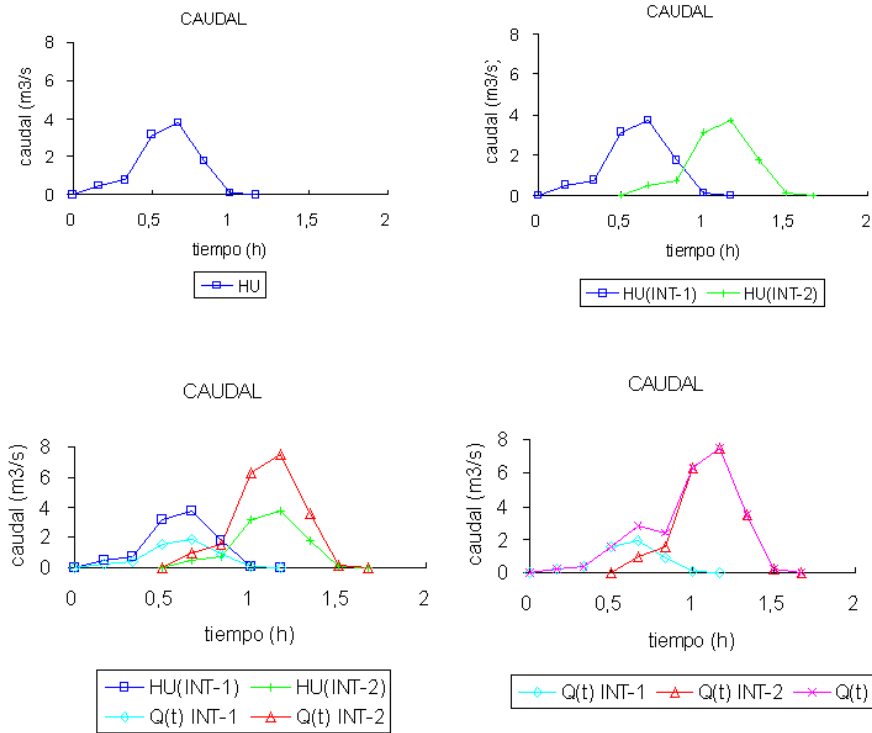 CAUDAL
caudal (m3/s
8
6
4
2
0
0 0,5 1 1,5 2
tiempo (h)
HU
CAUDAL
caudal (m3/s)
8
6
4
2
0
0 0,5 1 1,5 2
tiempo (h)
HU(INT-1) HU(INT-2)
CAUDAL
caudal (m3/s)
8
6
4
2
0
0 0,5 1 1,5 2
tiempo (h)
HU(INT-1) HU(INT-2)
Q(t) INT-1 Q(t) INT-2
CAUDAL
caudal (m3/s)
8
6
4
2
0
0 0,5 1 1,5 2
tiempo (h)
Q(t) INT-1 Q(t) INT-2 Q(t)